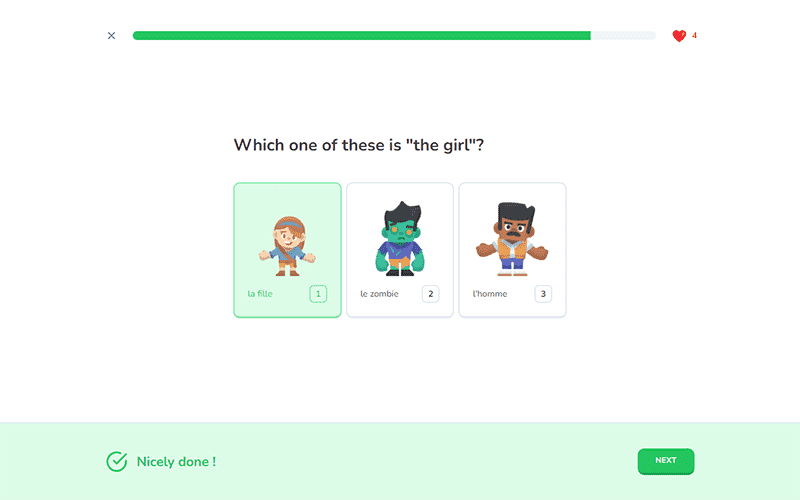 4
Which one of these is "the girl"?
la fille 1
le zombie 2
l'homme 3
Nicely done !
NEXT